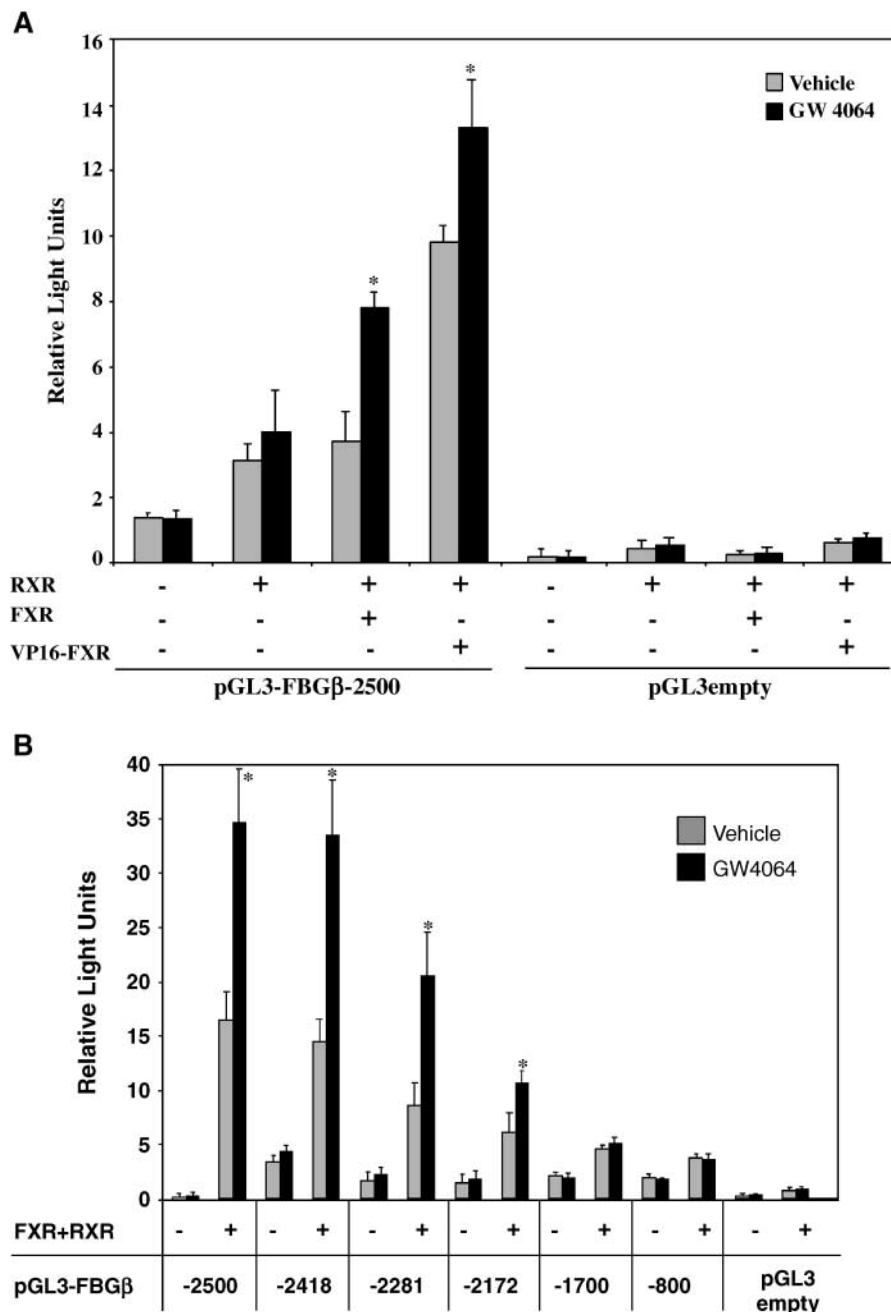 A
16
14
12
10
8
6
4
2
0
Relative Light Units
Vehicle
GW 4064
* *
RXR - + + + - + + +
FXR - - + - - - + -
VP16-FXR - - - + - - - +
pGL3-FBGβ-2500 pGL3empty
B
40
35
30
25
20
15
10
5
0
Relative Light Units
Vehicle
GW4064
* * * *
FXR+RXR - + - + - + - + - + - + - +
pGL3-FBGβ -2500 -2418 -2281 -2172 -1700 -800 pGL3
empty